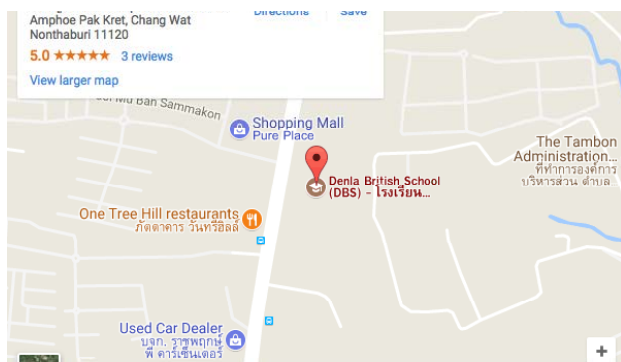 Amphoe Pak Kret, Chang Wat
Nonthaburi 11120
Directions
Save
5.0 ★★★★★ 3 reviews
View larger map
Mu Ban Sammakon
Shopping Mall
Pure Place
The Tambon
Administration...
ที่ทำการองค์การ
บริหารส่วน ตำบล
Denla British School
(DBS) - โรงเรียน...
One Tree Hill restaurants
ภัตตาคาร วันทรีฮิลล์
Used Car Dealer
บจก. ราชพฤกษ์
พี คาร์เซ็นเตอร์
+